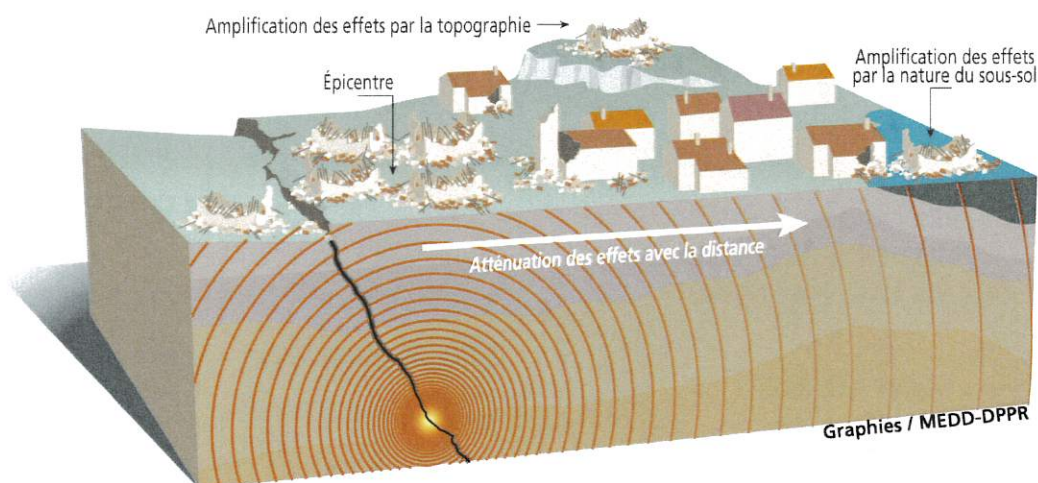 Amplification des effets par la topographie
Épicentre
Amplification des effets
par la nature du sous-sol
Atténuation des effets avec la distance
Graphies / MEDD-DPPR